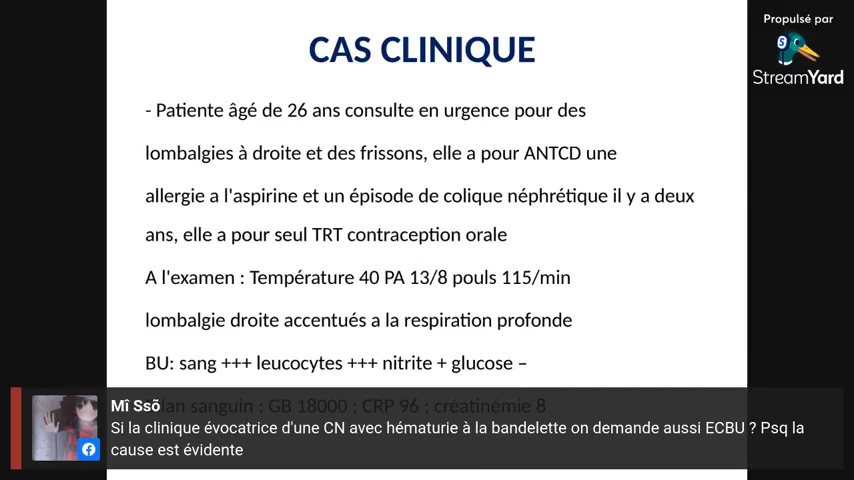 CAS CLINIQUE
Propulsé par
StreamYard
- Patiente âgé de 26 ans consulte en urgence pour des
lombalgies à droite et des frissons, elle a pour ANTCD une
allergie a l'aspirine et un épisode de colique néphrétique il y a deux
ans, elle a pour seul TRT contraception orale
A l'examen : Température 40 PA 13/8 pouls 115/min
lombalgie droite accentués a la respiration profonde
BU: sang +++ leucocytes +++ nitrite + glucose –
sanguin : GB 18000 ; CRP 96 ; créatinémie 8
Mî Ssõ
Si la clinique évocatrice d'une CN avec hématurie à la bandelette on demande aussi ECBU ? Psq la
cause est évidente